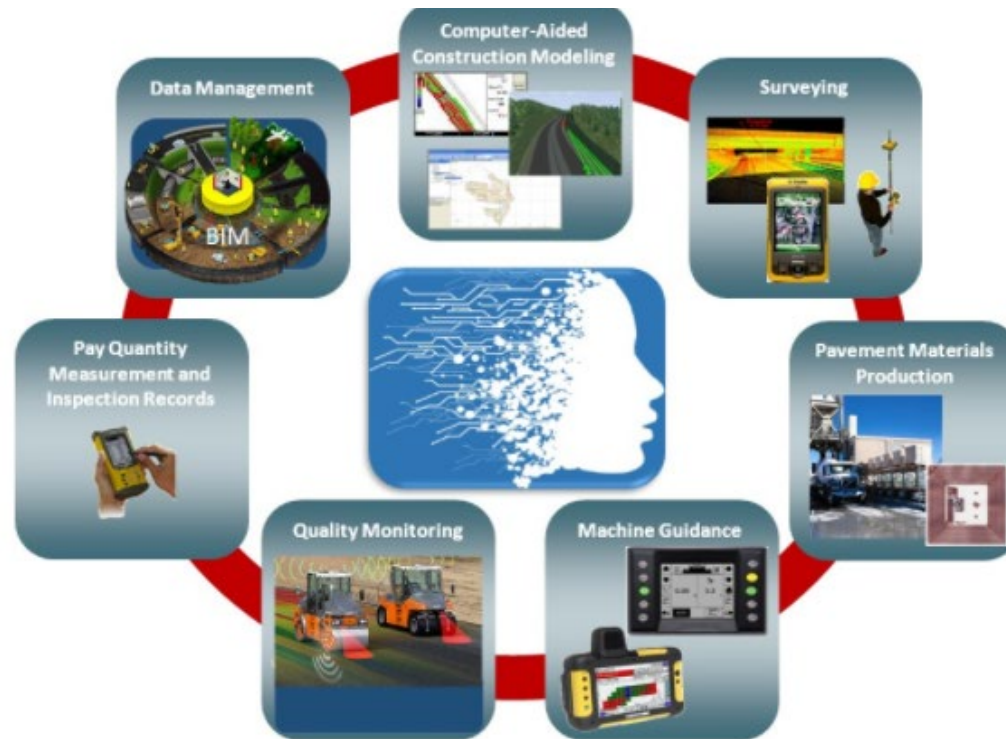 Computer-Aided
Construction Modeling
Data Management
Surveying
BIM
Pay Quantity
Measurement and
Inspection Records
Pavement Materials
Production
Quality Monitoring
Machine Guidance